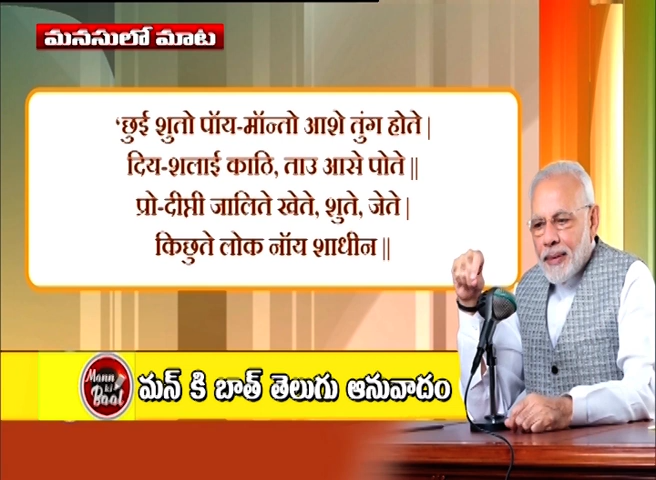 మనసులో మాట
‘छुई शुतो पॉय-मॉन्तो आशे तुंग होते |
दिय-शलाई काठि, ताउ आसे पोते ||
प्रो-दीप्ती जालिते खेते, शुते, जेते |
किछुते लोक नॉय शाधीन ||
Mann
ki
Baat
మన్ కి బాత్ తెలుగు అనువాదం